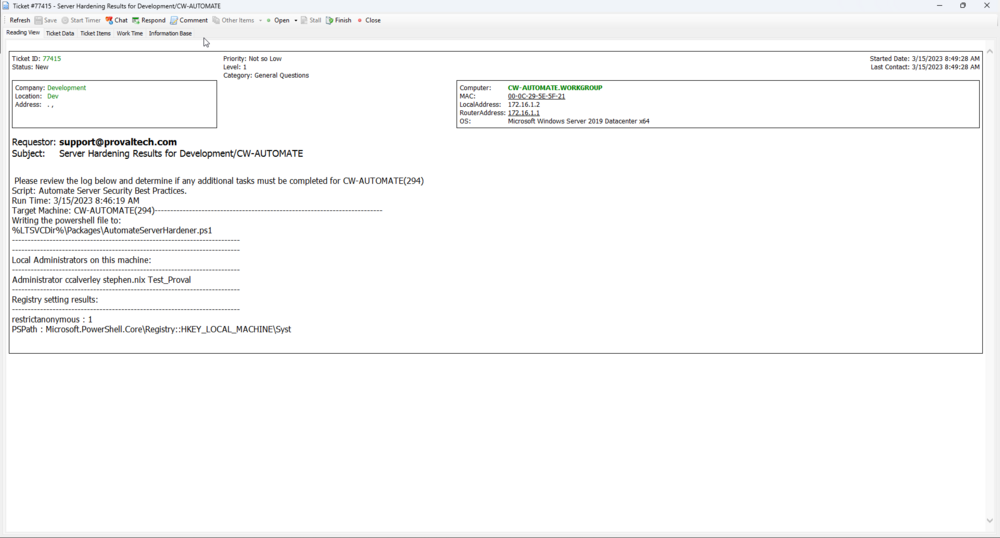 Ticket #77415 - Server Hardening Results for Development/CW-AUTOMATE
Refresh Save Start Timer Chat Respond Comment Other Items Open Stall Finish Close
Reading View Ticket Data Ticket Items Work Time Information Base
Ticket ID: 77415
Status: New
Priority: Not so Low
Level: 1
Category: General Questions
Started Date: 3/15/2023 8:49:28 AM
Last Contact: 3/15/2023 8:49:28 AM
Company: Development
Location: Dev
Address: . ,
Computer: CW-AUTOMATE.WORKGROUP
MAC: 00-0C-29-5E-5F-21
LocalAddress: 172.16.1.2
RouterAddress: 172.16.1.1
OS: Microsoft Windows Server 2019 Datacenter x64
Requestor: support@provaltech.com
Subject: Server Hardening Results for Development/CW-AUTOMATE
Please review the log below and determine if any additional tasks must be completed for CW-AUTOMATE(294)
Script: Automate Server Security Best Practices.
Run Time: 3/15/2023 8:46:19 AM
Target Machine: CW-AUTOMATE(294)----------------------------------------------------------------------------
Writing the powershell file to:
%LTSVCDir%\Packages\AutomateServerHardener.ps1
----------------------------------------------------------------------------
----------------------------------------------------------------------------
Local Administrators on this machine:
----------------------------------------------------------------------------
Administrator ccalverley stephen.nix Test_Proval
----------------------------------------------------------------------------
Registry setting results:
----------------------------------------------------------------------------
restrictanonymous : 1
PSPath : Microsoft.PowerShell.Core\Registry::HKEY_LOCAL_MACHINE\Syst